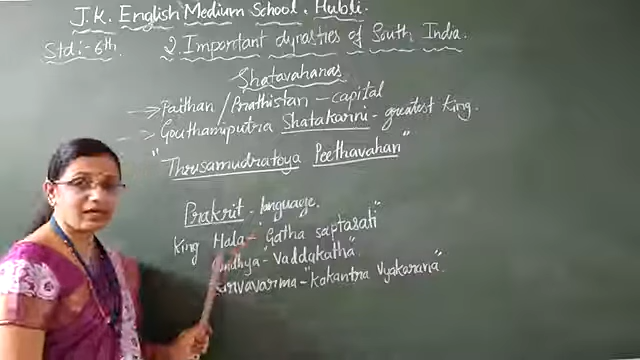 J.K. English Medium School. Hubli.
Std:- 6th. 2. Important dynasties of South India.
Shatavahanas
→ Paithan / Prathistan – capital
→ Gouthamiputra Shatakarni – greatest king.
"Thrusamudratoya Peethavahan"
Prakrit – language.
King Hala – "Gatha saptasati"
– Vaddakatha"
– "Kakantra Vyakarana".